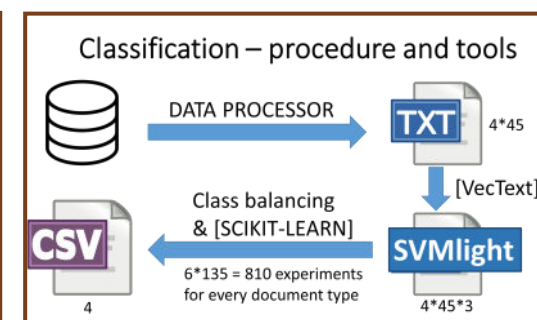 Classification – procedure and tools
DATA PROCESSOR
TXT
4*45
[VecText]
Class balancing
& [SCIKIT-LEARN]
CSV
SVMlight
6*135 = 810 experiments
for every document type
4
4*45*3